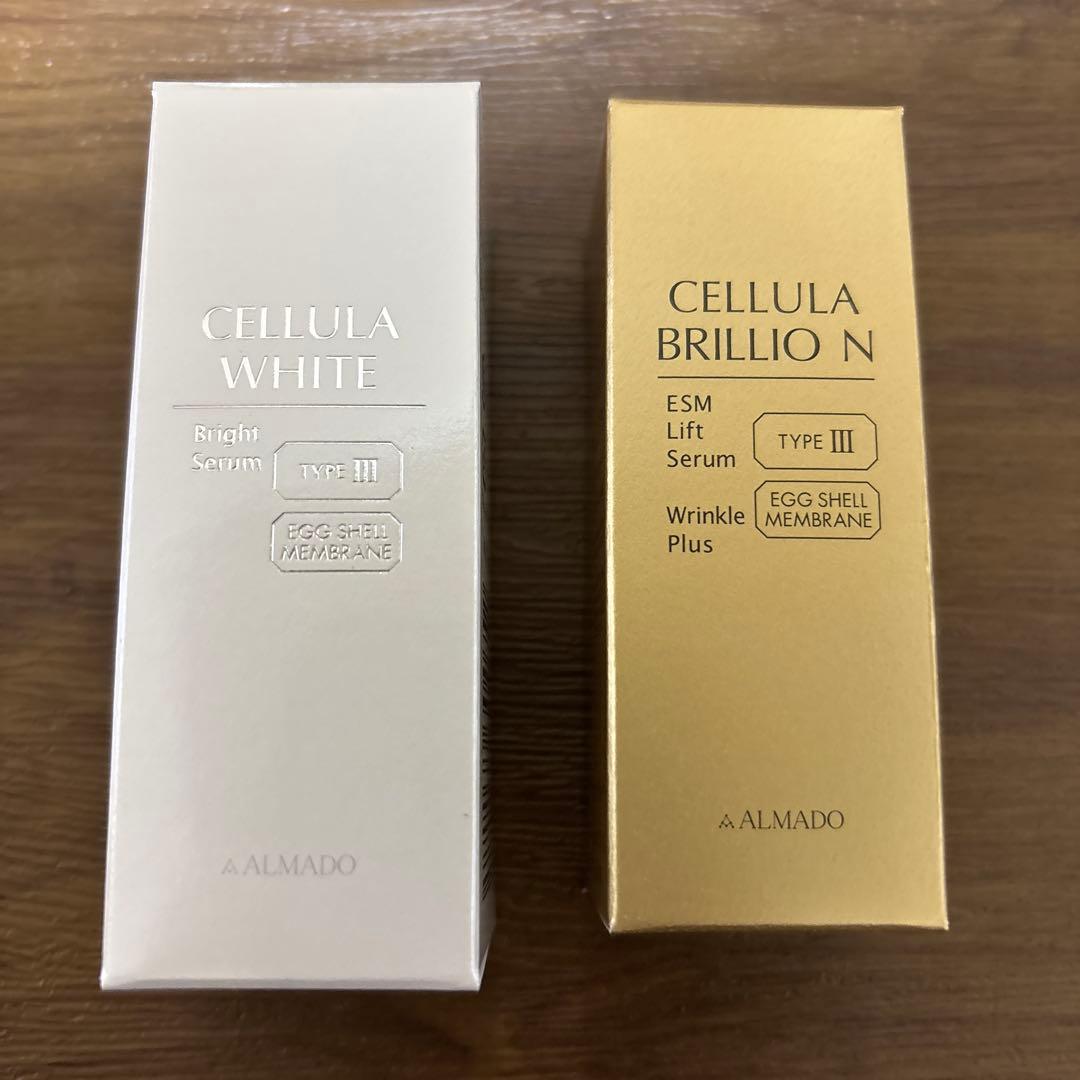 CELLULA
WHITE
Bright
Serum
TYPE III
EGG SHELL
MEMBRANE
ALMADO
CELLULA
BRILLIO N
ESM
Lift
Serum
TYPE III
Wrinkle
Plus
EGG SHELL
MEMBRANE
ALMADO